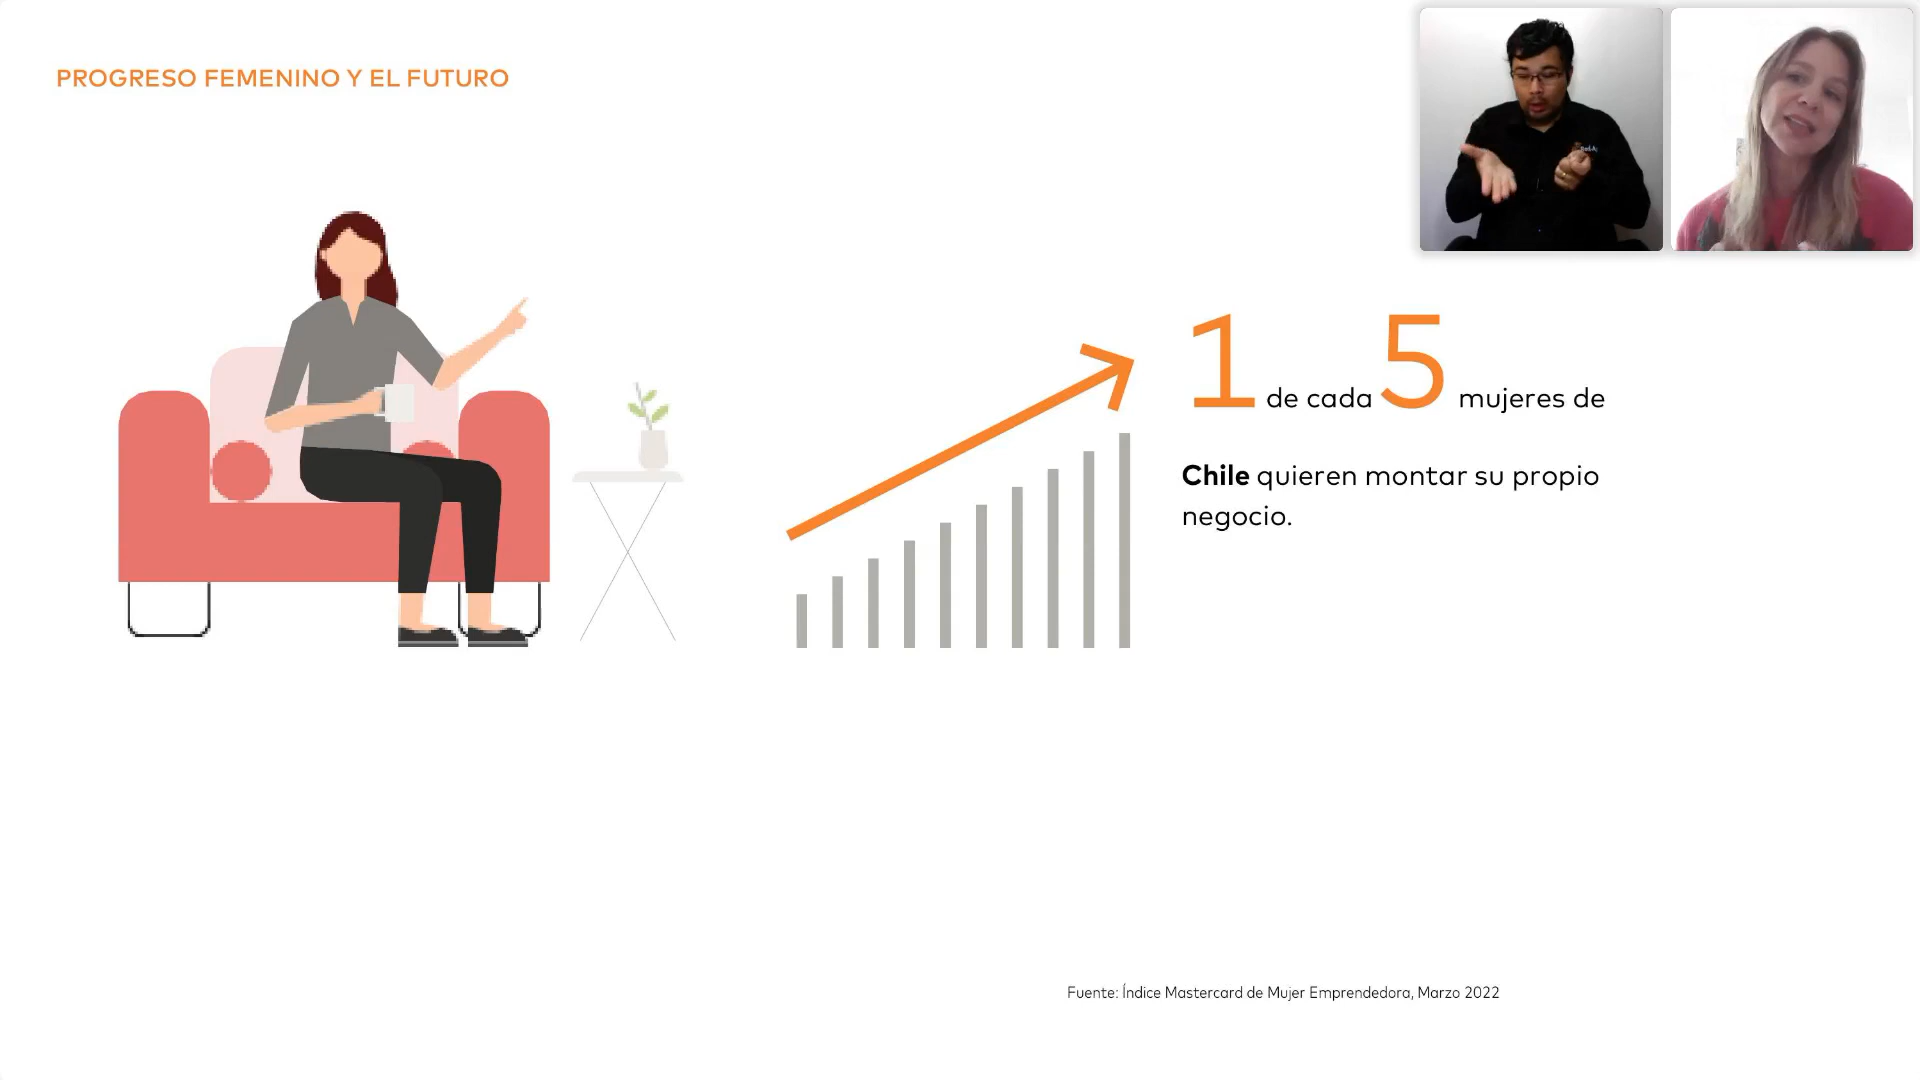 PROGRESO FEMENINO Y EL FUTURO
1 de cada 5 mujeres de
Chile quieren montar su propio
negocio.
Fuente: Índice Mastercard de Mujer Emprendedora, Marzo 2022